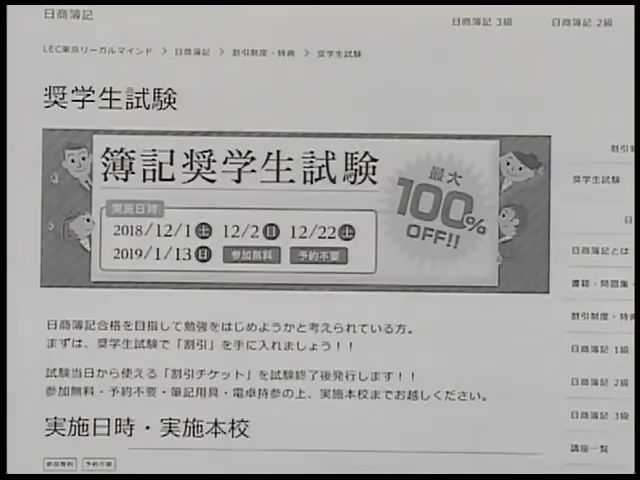 日商簿記
日商簿記 3級
日商簿記 2級
LEC東京リーガルマインド > 日商簿記 > 割引制度・特典 > 奨学生試験
奨学生試験
簿記奨学生試験
実施日時
2018/12/1土 12/2日 12/22土
2019/1/13日 参加無料 予約不要
最大
100%
OFF!!
日商簿記合格を目指して勉強をはじめようかと考えられている方。
まずは、奨学生試験で「割引」を手に入れましょう！！
試験当日から使える「割引チケット」を試験終了後発行します！！
参加無料・予約不要・筆記用具・電卓持参の上、実施本校までお越しください。
実施日時・実施本校
参加無料 予約不要
割引
奨学生試験
日
日商簿記とは
書籍・問題集
割引制度・特典
日商簿記 1級
日商簿記 2級
日商簿記 3級
講座一覧